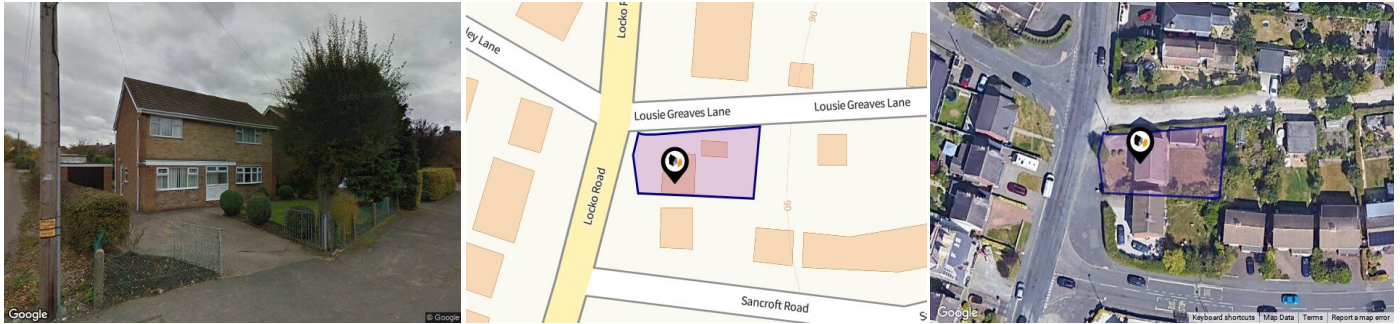 Google
© Google
ley Lane
Locko R
90
Lousie Greaves Lane
Lousie Greaves Lane
Locko Road
90
Sancroft Road
S
Google
Keyboard shortcuts
Map Data
Terms
Report a map error